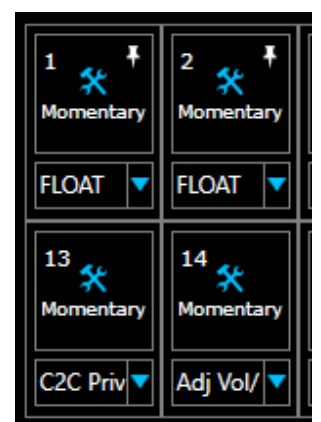 1
Momentary
FLOAT
2
Momentary
FLOAT
13
Momentary
C2C Priv
14
Momentary
Adj Vol/